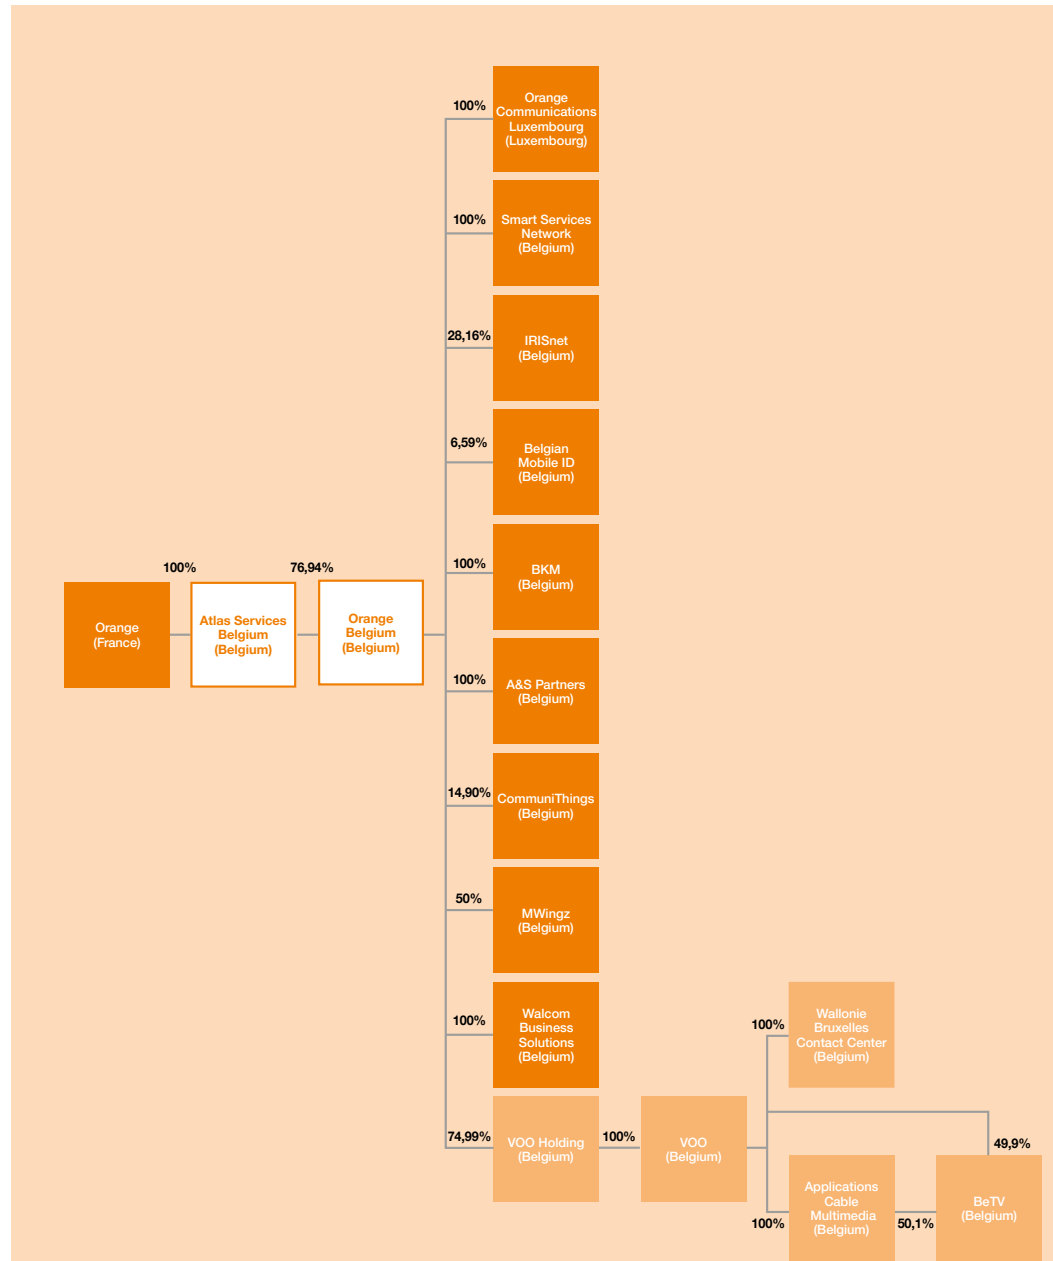 100%
Orange
Communications
Luxembourg
(Luxembourg)
100%
Smart Services
Network
(Belgium)
28,16%
IRISnet
(Belgium)
6,59%
Belgian
Mobile ID
(Belgium)
100%
BKM
(Belgium)
100%
76,94%
Orange
(France)
Atlas Services
Belgium
(Belgium)
Orange
Belgium
(Belgium)
100%
A&S Partners
(Belgium)
14,90%
CommuniThings
(Belgium)
50%
MWingz
(Belgium)
100%
Walcom
Business
Solutions
(Belgium)
100%
Wallonie
Bruxelles
Contact Center
(Belgium)
74,99%
VOO Holding
(Belgium)
100%
VOO
(Belgium)
49,9%
100%
Applications
Cable
Multimedia
(Belgium)
50,1%
BeTV
(Belgium)